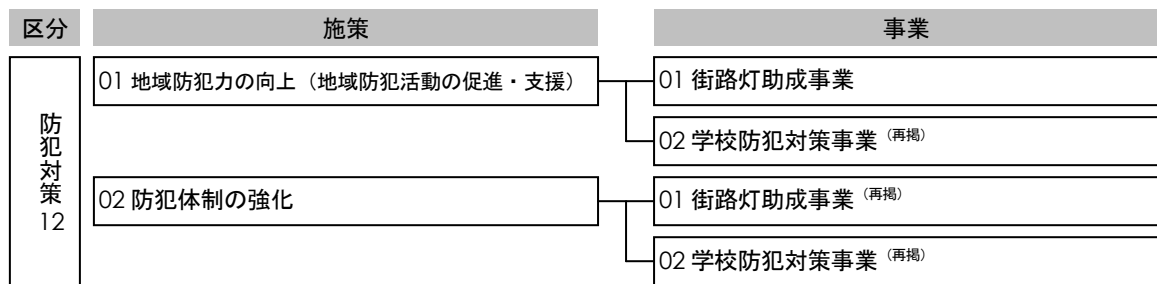 区分
施策
事業
防犯対策12
01 地域防犯力の向上（地域防犯活動の促進・支援）
01 街路灯助成事業
02 学校防犯対策事業（再掲）
02 防犯体制の強化
01 街路灯助成事業（再掲）
02 学校防犯対策事業（再掲）